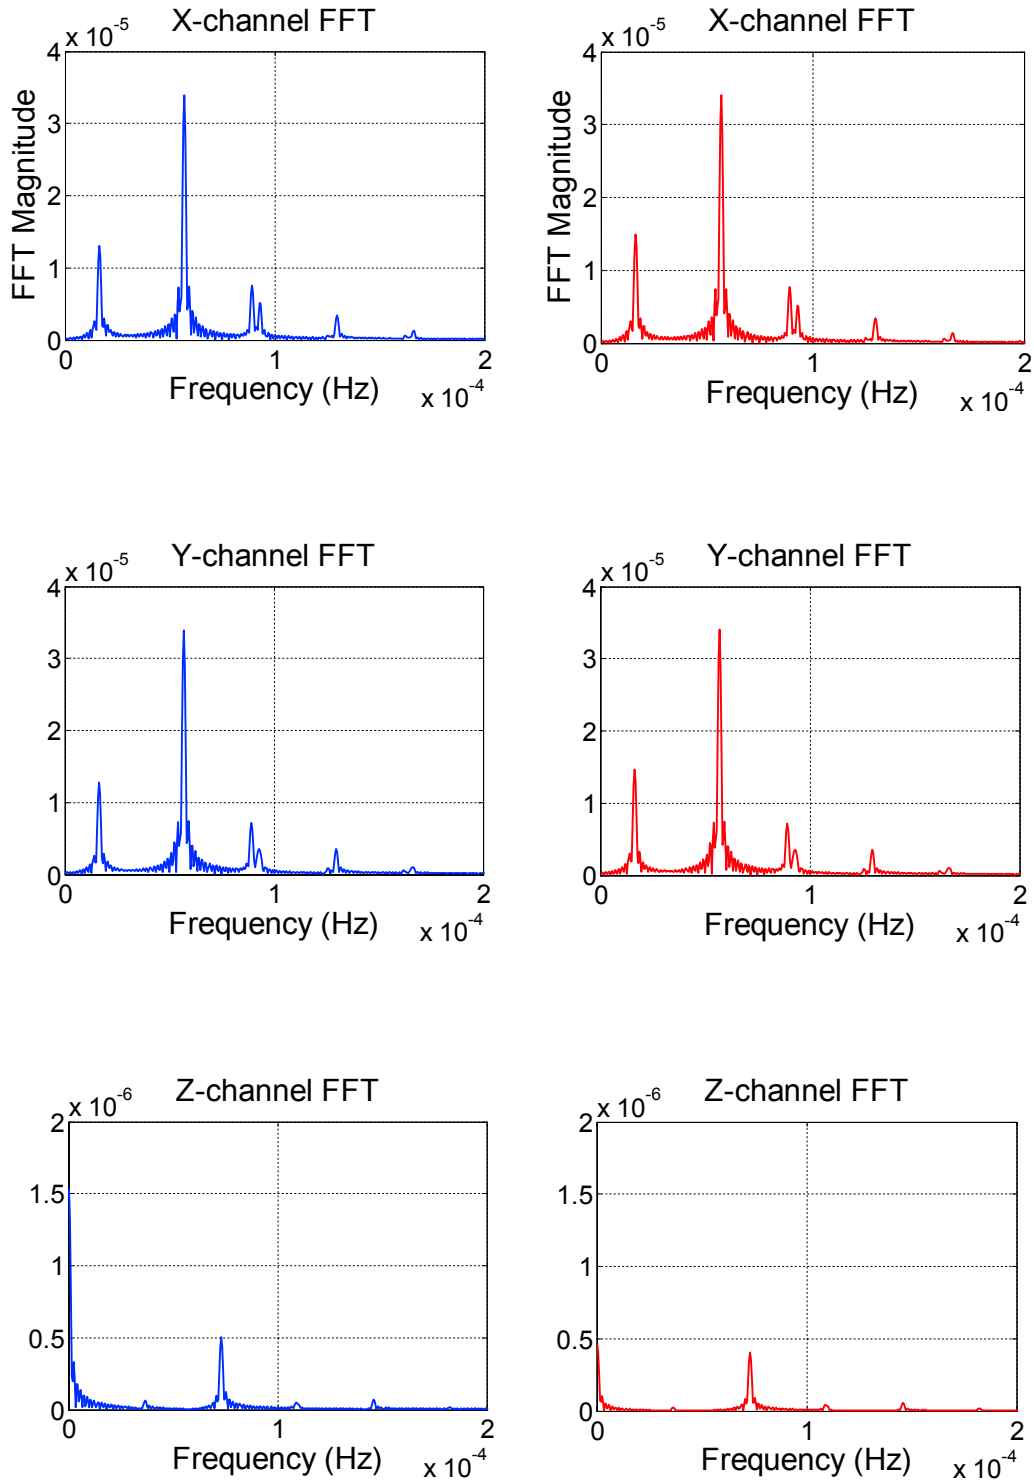 X-channel FFT
x 10-5
4
3
2
1
0
FFT Magnitude
0 1 2
Frequency (Hz)
x 10-4
X-channel FFT
x 10-5
4
3
2
1
0
FFT Magnitude
0 1 2
Frequency (Hz)
x 10-4
Y-channel FFT
x 10-5
4
3
2
1
0
0 1 2
Frequency (Hz)
x 10-4
Y-channel FFT
x 10-5
4
3
2
1
0
0 1 2
Frequency (Hz)
x 10-4
Z-channel FFT
x 10-6
2
1.5
1
0.5
0
0 1 2
Frequency (Hz)
x 10-4
Z-channel FFT
x 10-6
2
1.5
1
0.5
0
0 1 2
Frequency (Hz)
x 10-4